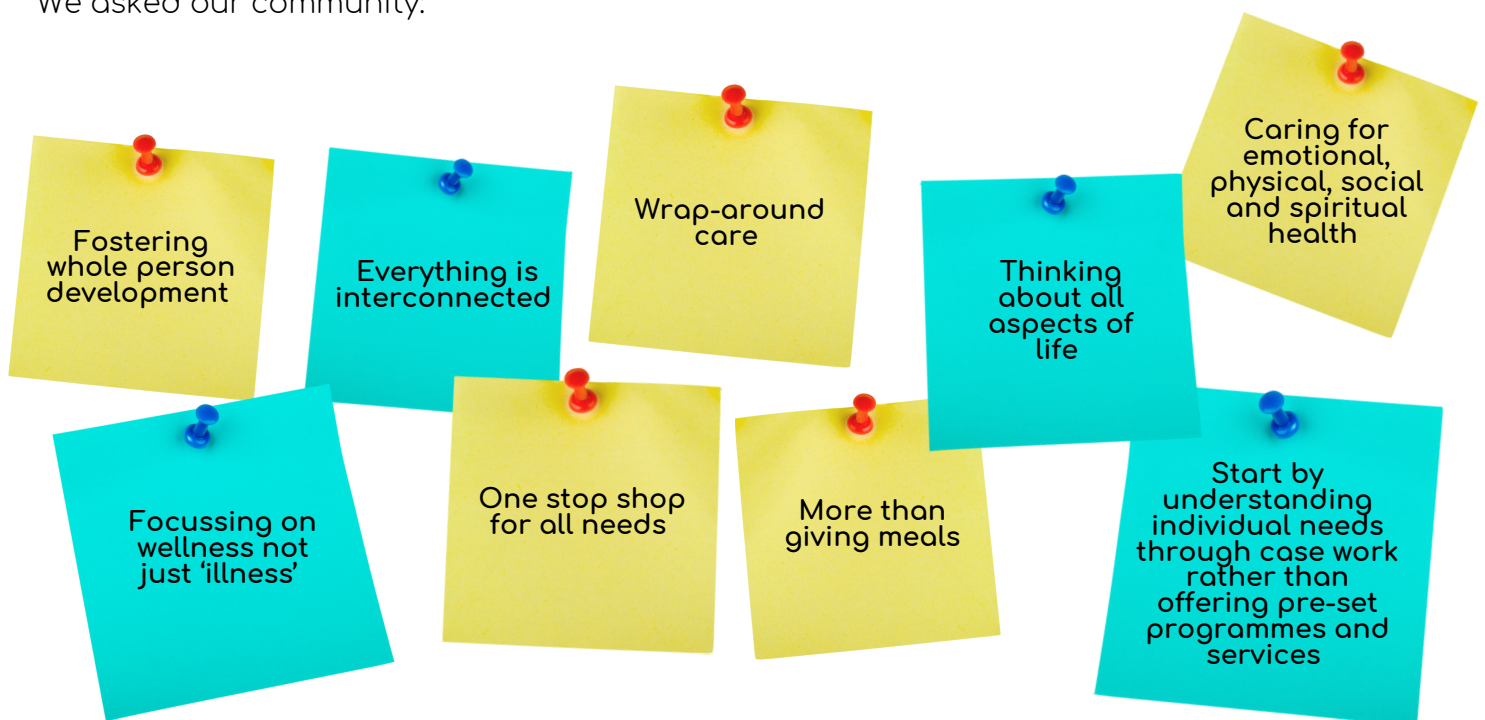 We asked our community:
Fostering
whole person
development
Everything is
interconnected
Wrap-around
care
Thinking
about all
aspects of
life
Caring for
emotional,
physical, social
and spiritual
health
Focussing on
wellness not
just ‘illness’
One stop shop
for all needs
More than
giving meals
Start by
understanding
individual needs
through case work
rather than
offering pre-set
programmes and
services